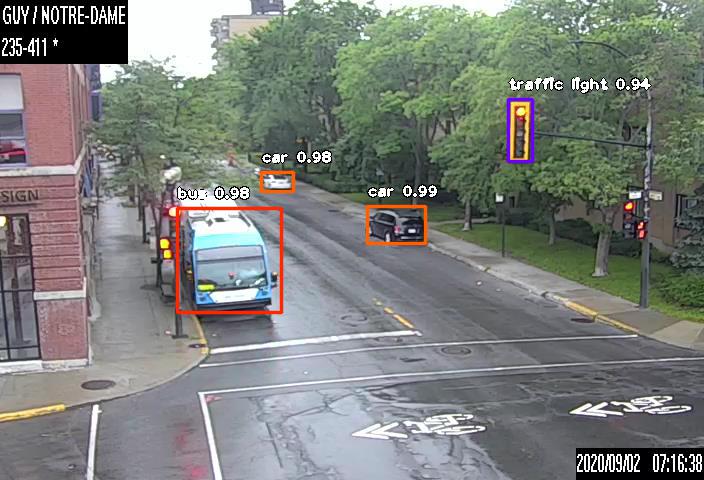 GUY / NOTRE-DAME
235-411 *
traffic light 0.94
car 0.98
car 0.99
bus 0.98
SIGN
2020/09/02 07:16:38